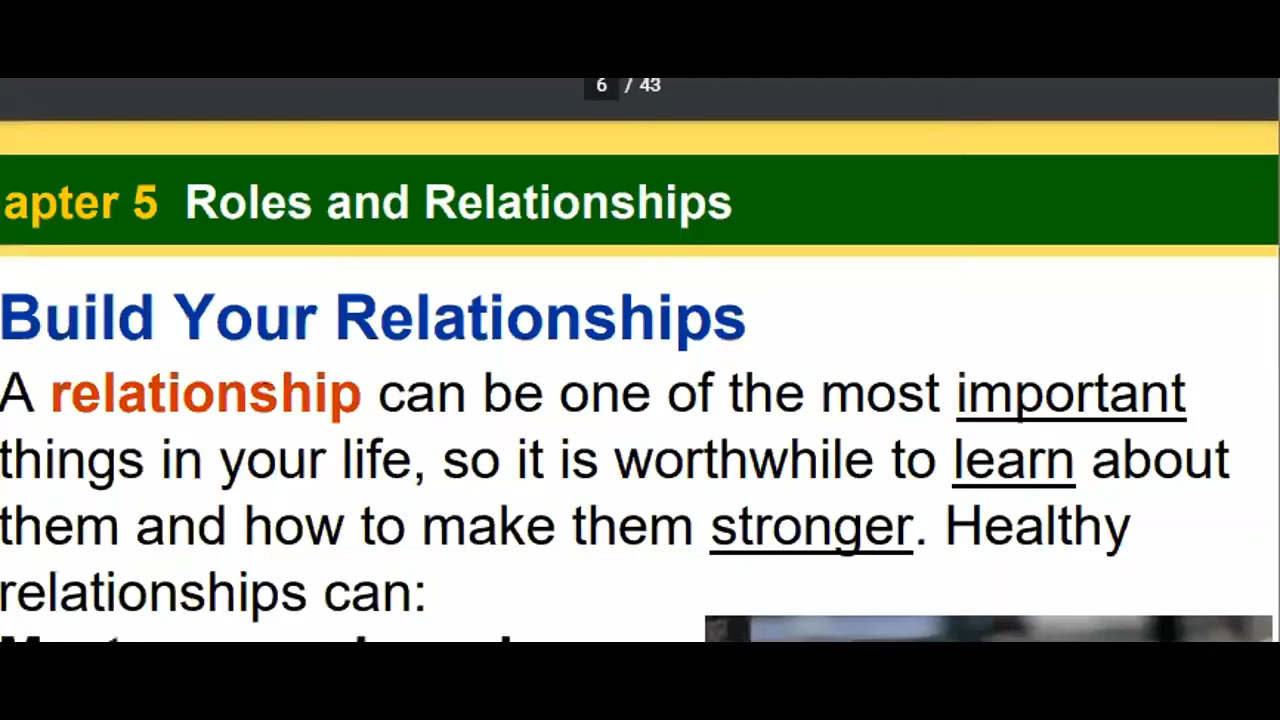 6 / 43
apter 5 Roles and Relationships
Build Your Relationships
A relationship can be one of the most important
things in your life, so it is worthwhile to learn about
them and how to make them stronger. Healthy
relationships can: